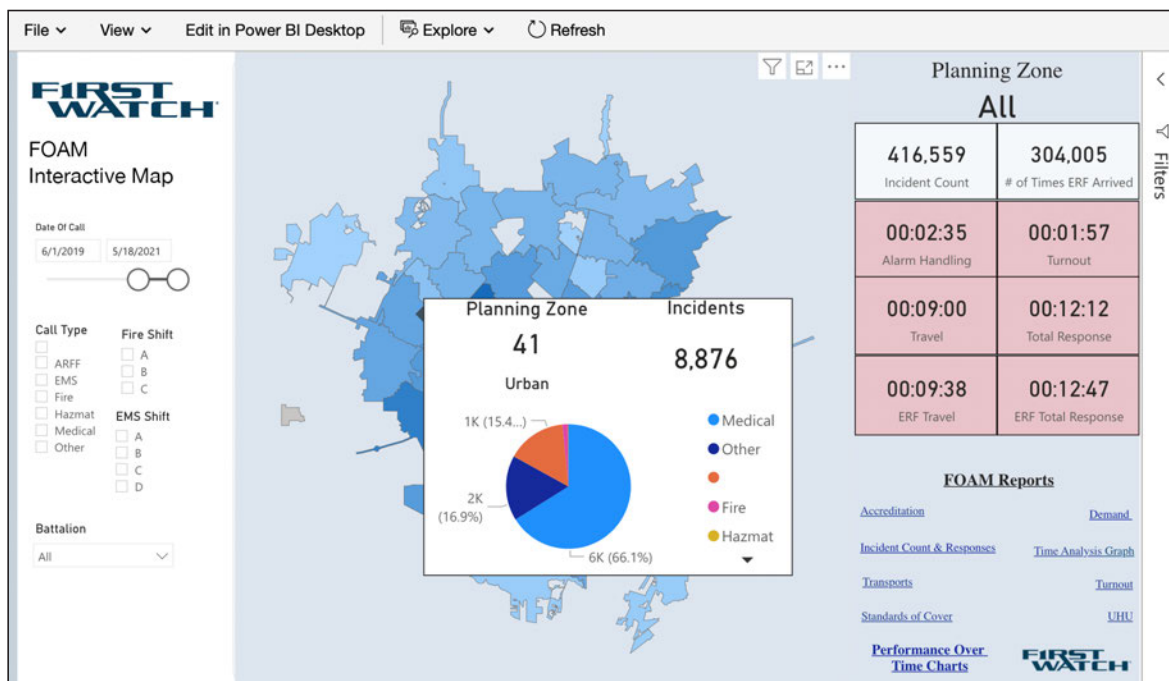 File
View
Edit in Power BI Desktop
Explore
Refresh
FIRST
WATCH
FOAM
Interactive Map
Date Of Call
6/1/2019
5/18/2021
Call Type
ARFF
EMS
Fire
Hazmat
Medical
Other
Fire Shift
A
B
C
EMS Shift
A
B
C
D
Battalion
All
Planning Zone
41
Urban
Incidents
8,876
1K (15.4...)
2K
(16.9%)
6K (66.1%)
Medical
Other
Fire
Hazmat
Planning Zone
All
416,559
Incident Count
304,005
# of Times ERF Arrived
00:02:35
Alarm Handling
00:01:57
Turnout
00:09:00
Travel
00:12:12
Total Response
00:09:38
ERF Travel
00:12:47
ERF Total Response
FOAM Reports
Accreditation
Demand
Incident Count & Responses
Time Analysis Graph
Transports
Turnout
Standards of Cover
UHU
Performance Over
Time Charts
FIRST
WATCH
Filters